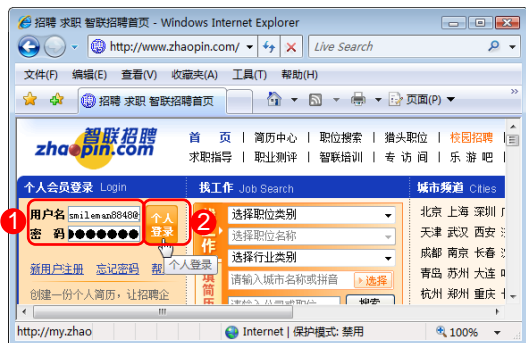 招聘 求职 智联招聘首页 - Windows Internet Explorer
http://www.zhaopin.com/
Live Search
文件(F) 编辑(E) 查看(V) 收藏夹(A) 工具(T) 帮助(H)
招聘 求职 智联招聘首页
页面(P)
智联招聘
zhaopin.com
首 页 | 简历中心 | 职位搜索 | 猎头职位 | 校园招聘
求职指导 | 职业测评 | 智联培训 | 专 访 间 | 乐 游 吧
个人会员登录 Login
找工作 Job Search
城市频道 Cities
1
用户名 smileman88480
个人登录
2
密 码
新用户注册 忘记密码 帮
个人登录
创建一份个人简历，让招聘企
选择职位类别
选择职位名称
选择行业类别
请输入城市名称或拼音
选择
搜索
作
填简历
北京 上海 深圳
天津 武汉 西安
成都 南京 长春
青岛 苏州 大连
杭州 郑州 重庆
http://my.zhao
Internet | 保护模式: 禁用
100%